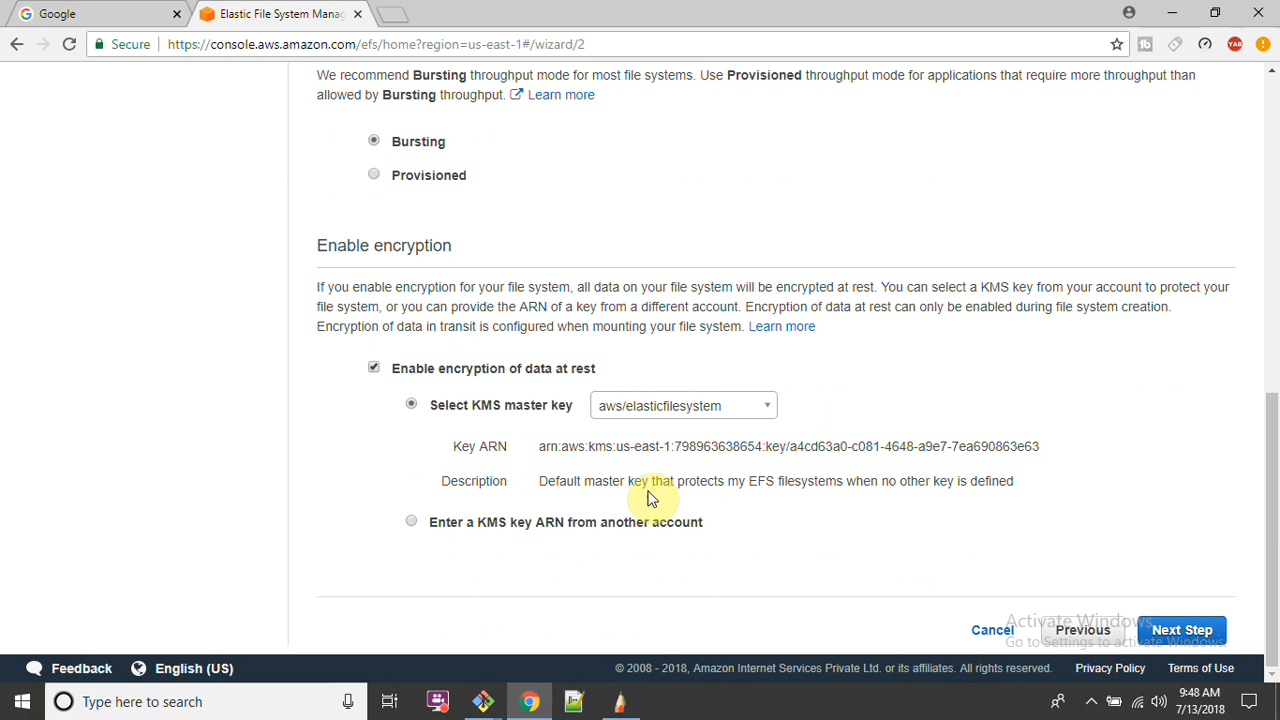 Google
Elastic File System Manag
Secure
https://console.aws.amazon.com/efs/home?region=us-east-1#/wizard/2
We recommend Bursting throughput mode for most file systems. Use Provisioned throughput mode for applications that require more throughput than
allowed by Bursting throughput. Learn more
Bursting
Provisioned
Enable encryption
If you enable encryption for your file system, all data on your file system will be encrypted at rest. You can select a KMS key from your account to protect your
file system, or you can provide the ARN of a key from a different account. Encryption of data at rest can only be enabled during file system creation.
Encryption of data in transit is configured when mounting your file system. Learn more
Enable encryption of data at rest
Select KMS master key aws/elasticfilesystem
Key ARN arn:aws:kms:us-east-1:798963638654:key/a4cd63a0-c081-4648-a9e7-7ea690863e63
Description Default master key that protects my EFS filesystems when no other key is defined
Enter a KMS key ARN from another account
Activate Windows
Go to Settings to activate Windows.
Cancel Previous Next Step
Feedback English (US) © 2008 - 2018, Amazon Internet Services Private Ltd. or its affiliates. All rights reserved. Privacy Policy Terms of Use
Type here to search
9:48 AM
7/13/2018